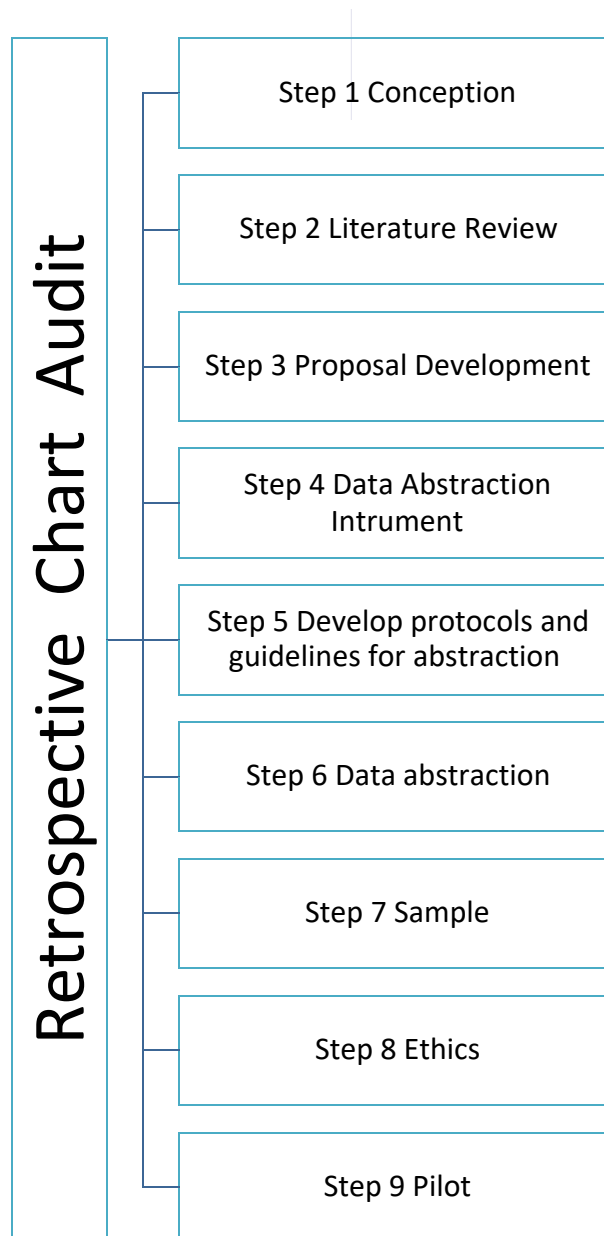 Retrospective Chart Audit
Step 1 Conception
Step 2 Literature Review
Step 3 Proposal Development
Step 4 Data Abstraction
Intrument
Step 5 Develop protocols and
guidelines for abstraction
Step 6 Data abstraction
Step 7 Sample
Step 8 Ethics
Step 9 Pilot